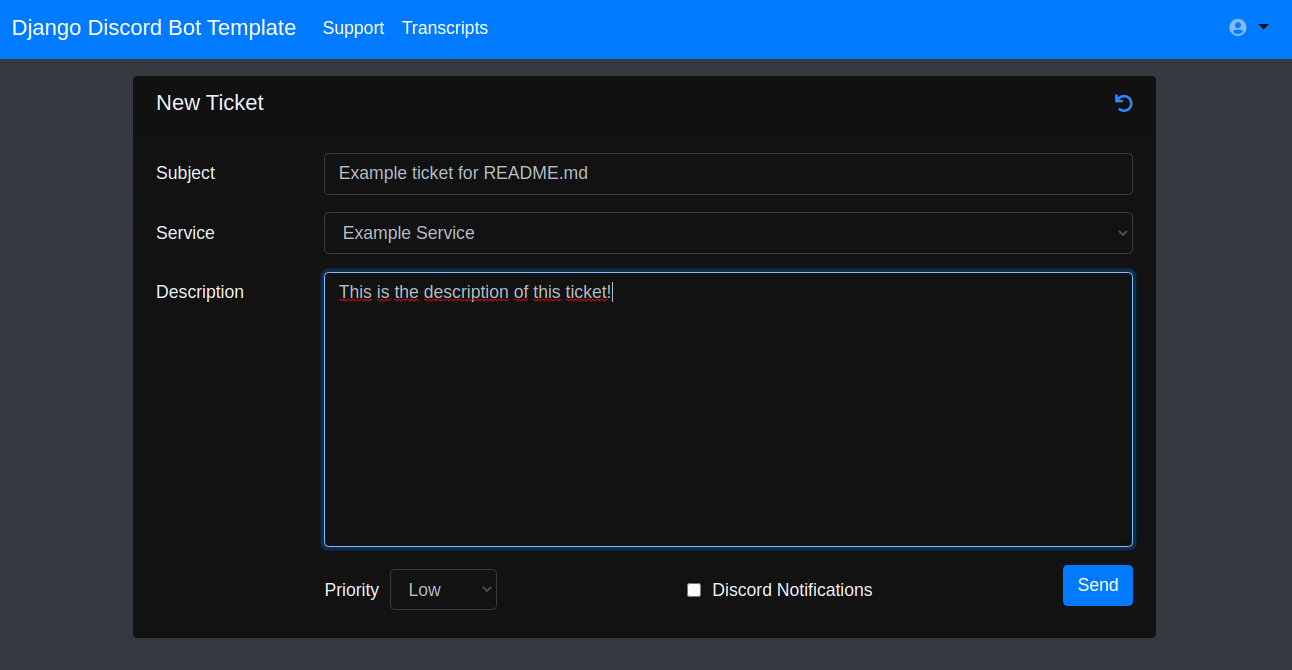 Django Discord Bot Template Support Transcripts
New Ticket
Subject Example ticket for README.md
Service Example Service
Description This is the description of this ticket!
Priority Low Discord Notifications Send